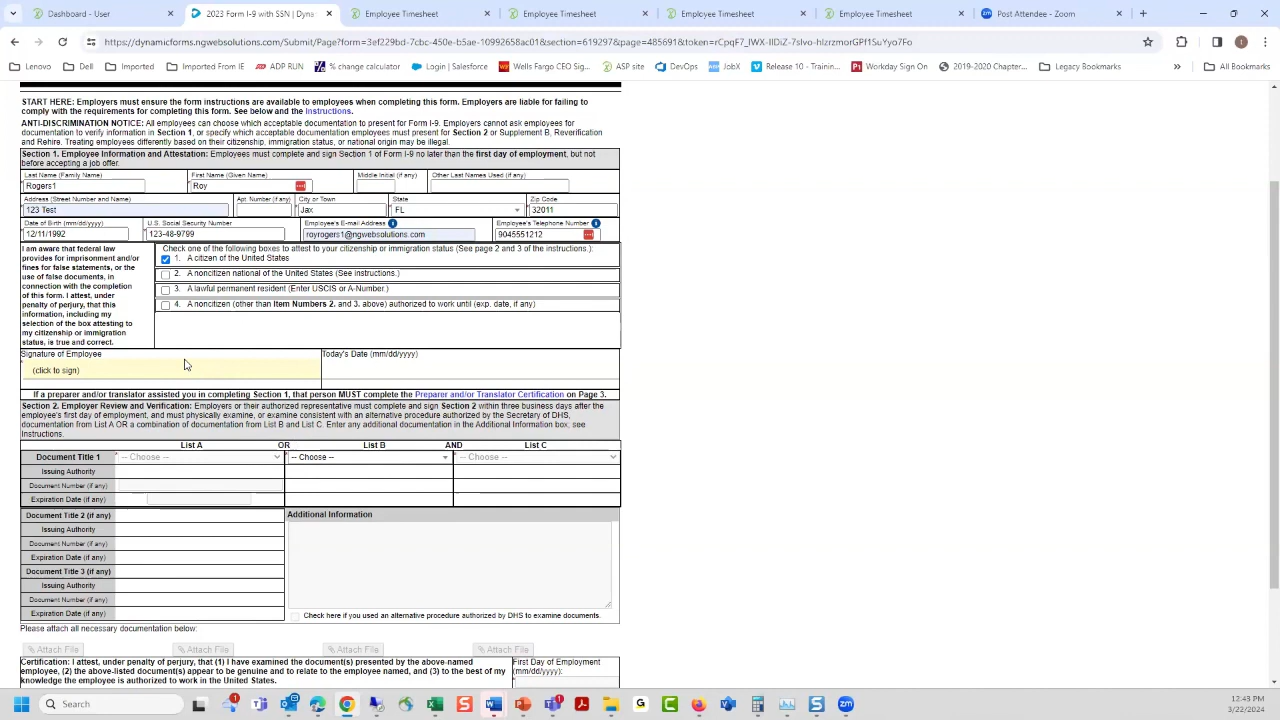 Dashboard - User
2023 Form I-9 with SSN | Dynam
Employee Timesheet
Employee Timesheet
Employee Timesheet
Employee Timesheet
Post Attendee - Zoom
https://dynamicforms.ngwebsolutions.com/Submit/Page?form=3ef229bd-7cbc-450e-b5ae-10992658ac01&section=619297&page=485691&token=rCpqF7_IWX-IIDiZ-7slvo-hlzrzmorGPf1SuYyo7Fo
Lenovo
Dell
Imported
Imported From IE
ADP RUN
% change calculator
Login | Salesforce
Wells Fargo CEO Sig...
ASP site
DevOps
JobX
Release 10 - Trainin...
Workday Sign On
2019-2020 Chapter...
Legacy Bookmarks
»
All Bookmarks
START HERE: Employers must ensure the form instructions are available to employees when completing this form. Employers are liable for failing to
comply with the requirements for completing this form. See below and the Instructions.
ANTI-DISCRIMINATION NOTICE: All employees can choose which acceptable documentation to present for Form I-9. Employers cannot ask employees for
documentation to verify information in Section 1, or specify which acceptable documentation employees must present for Section 2 or Supplement B, Reverification
and Rehire. Treating employees differently based on their citizenship, immigration status, or national origin may be illegal.
Section 1. Employee Information and Attestation: Employees must complete and sign Section 1 of Form I-9 no later than the first day of employment, but not
before accepting a job offer.
Last Name (Family Name)
First Name (Given Name)
Middle Initial (if any)
Other Last Names Used (if any)
Rogers1
Roy
Address (Street Number and Name)
Apt. Number (if any)
City or Town
State
Zip Code
123 Test
Jax
FL
32011
Date of Birth (mm/dd/yyyy)
U.S. Social Security Number
Employee's E-mail Address
Employee's Telephone Number
12/11/1992
123-48-9799
royrogers1@ngwebsolutions.com
9045551212
I am aware that federal law
provides for imprisonment and/or
fines for false statements, or the
use of false documents, in
connection with the completion
of this form. I attest, under
penalty of perjury, that this
information, including my
selection of the box attesting to
my citizenship or immigration
status, is true and correct.
Check one of the following boxes to attest to your citizenship or immigration status (See page 2 and 3 of the instructions.):
1. A citizen of the United States
2. A noncitizen national of the United States (See instructions.)
3. A lawful permanent resident (Enter USCIS or A-Number.)
4. A noncitizen (other than Item Numbers 2. and 3. above) authorized to work until (exp. date, if any)
Signature of Employee
Today's Date (mm/dd/yyyy)
(click to sign)
If a preparer and/or translator assisted you in completing Section 1, that person MUST complete the Preparer and/or Translator Certification on Page 3.
Section 2. Employer Review and Verification: Employers or their authorized representative must complete and sign Section 2 within three business days after the
employee's first day of employment, and must physically examine, or examine consistent with an alternative procedure authorized by the Secretary of DHS,
documentation from List A OR a combination of documentation from List B and List C. Enter any additional documentation in the Additional Information box; see
Instructions.
List A OR List B AND List C
Document Title 1
-- Choose --
-- Choose --
-- Choose --
Issuing Authority
Document Number (if any)
Expiration Date (if any)
Document Title 2 (if any)
Additional Information
Issuing Authority
Document Number (if any)
Expiration Date (if any)
Document Title 3 (if any)
Issuing Authority
Document Number (if any)
Expiration Date (if any)
Check here if you used an alternative procedure authorized by DHS to examine documents.
Please attach all necessary documentation below:
Attach File
Attach File
Attach File
Attach File
Certification: I attest, under penalty of perjury, that (1) I have examined the document(s) presented by the above-named
employee, (2) the above-listed document(s) appear to be genuine and to relate to the employee named, and (3) to the best of my
knowledge the employee is authorized to work in the United States.
First Day of Employment
(mm/dd/yyyy):
Search
12:43 PM
3/22/2024